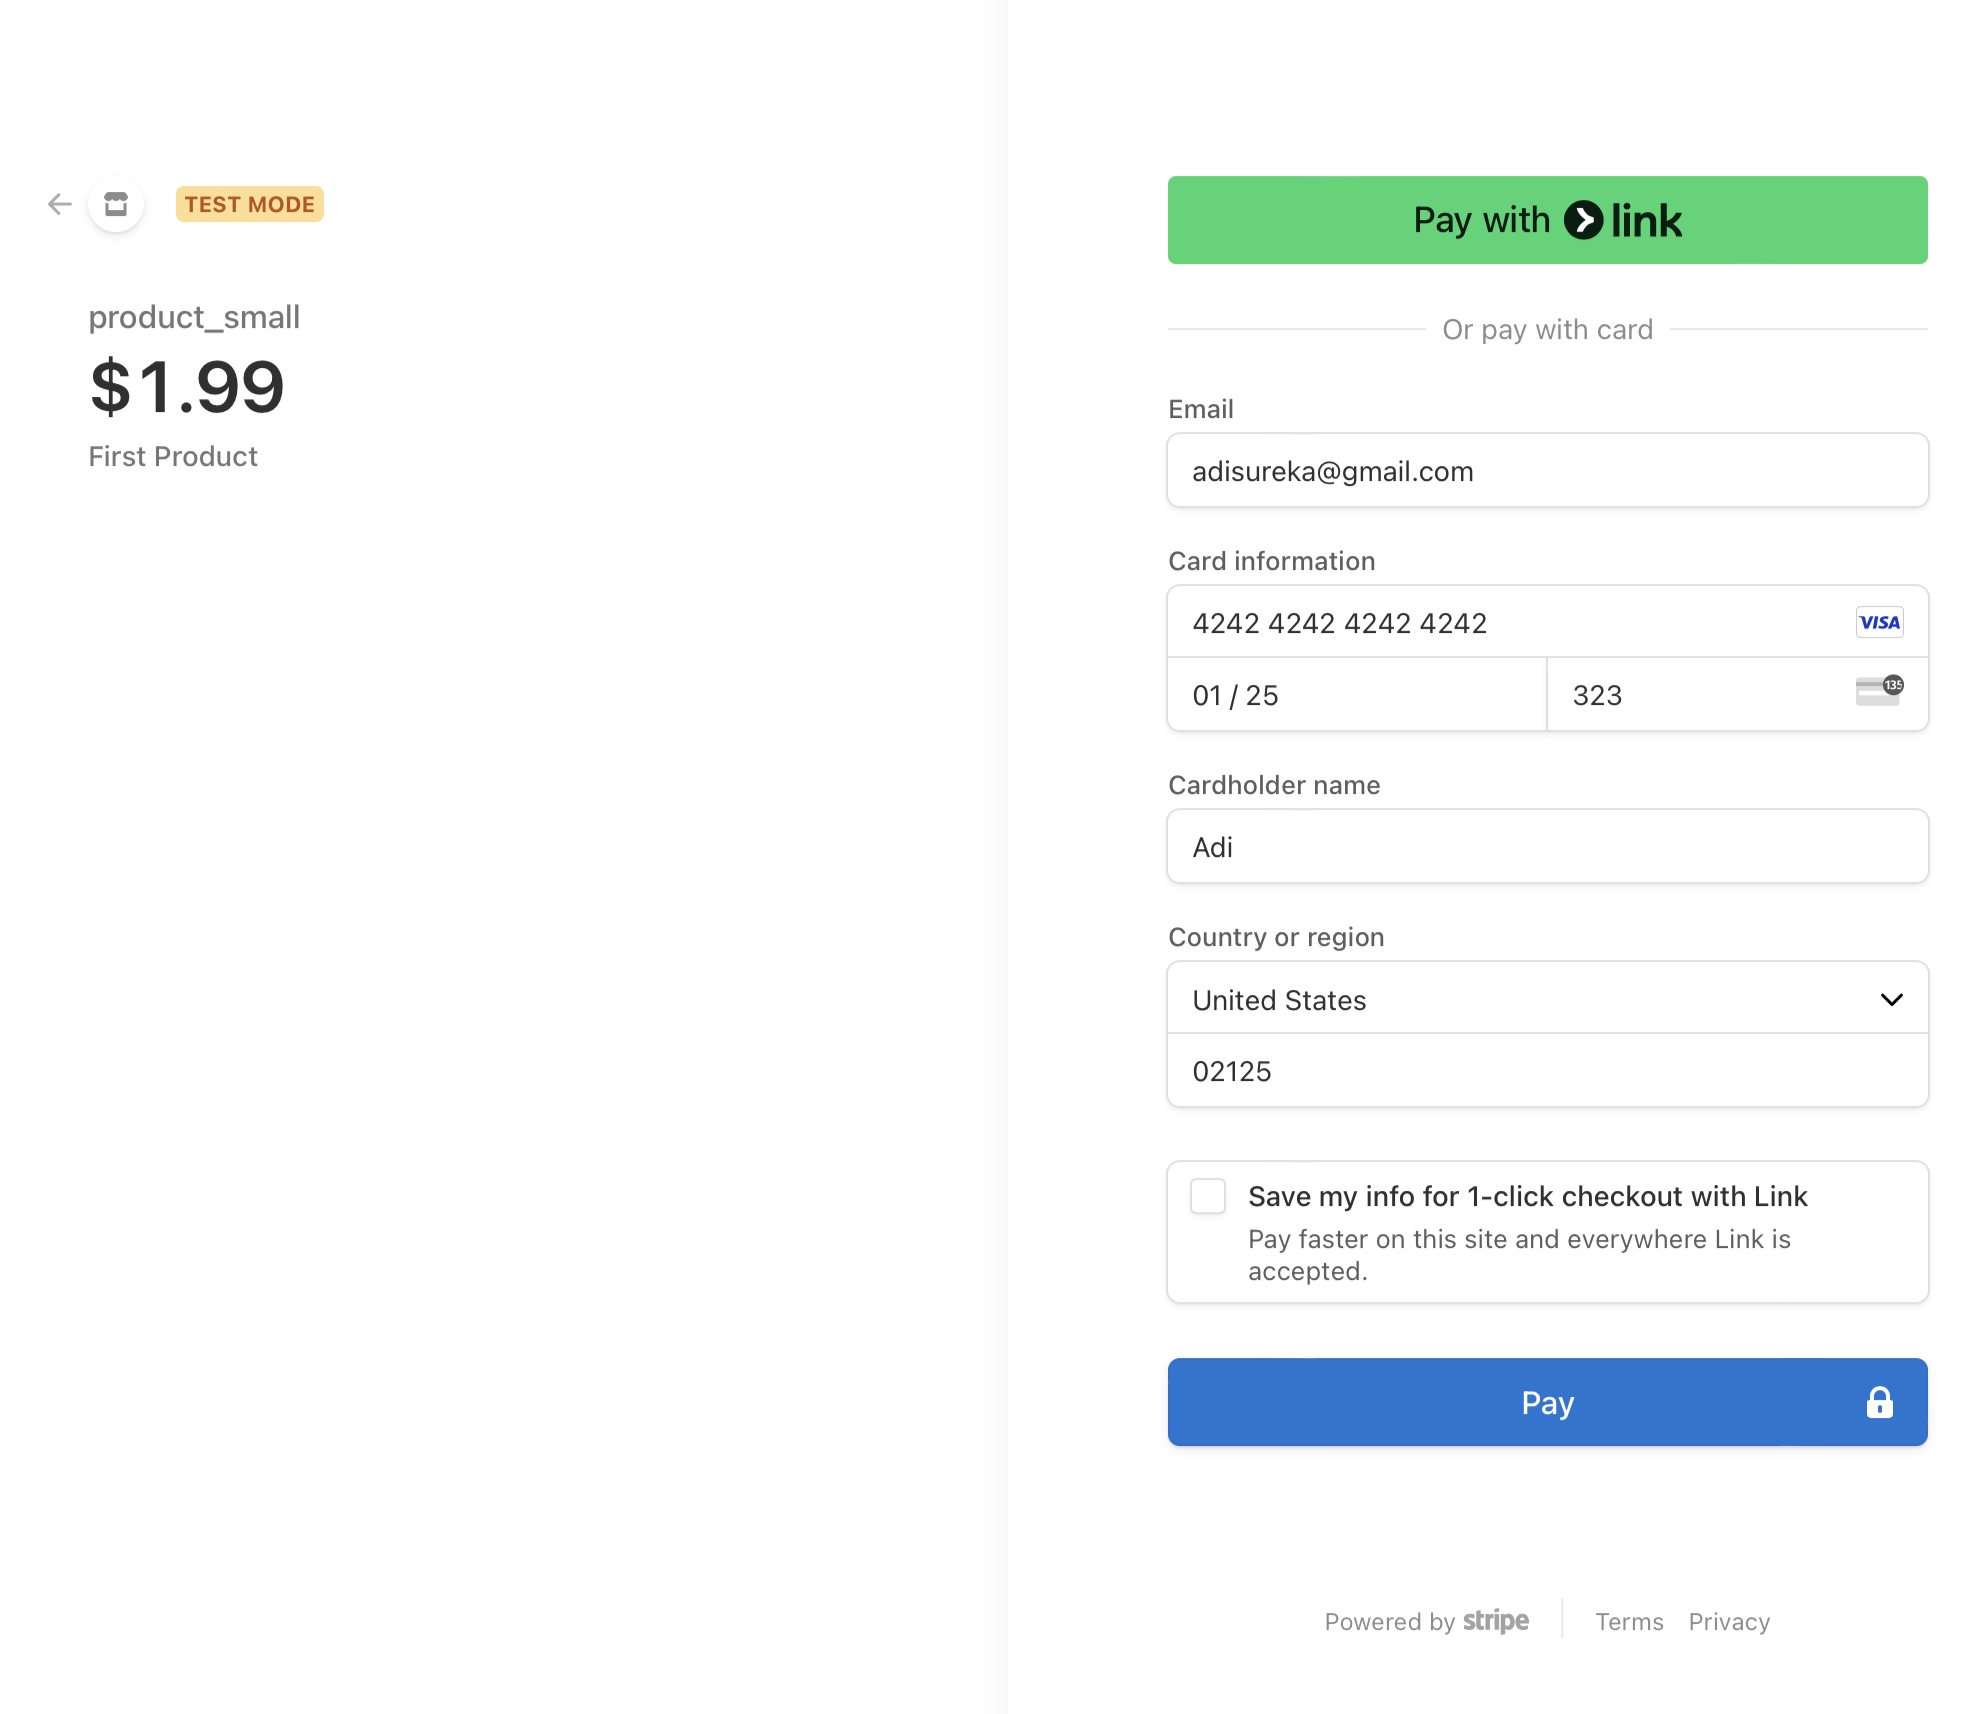 TEST MODE
product_small
$1.99
First Product
Pay with link
Or pay with card
Email
adisureka@gmail.com
Card information
4242 4242 4242 4242
VISA
01 / 25
323
135
Cardholder name
Adi
Country or region
United States
02125
Save my info for 1-click checkout with Link
Pay faster on this site and everywhere Link is
accepted.
Pay
Powered by stripe
Terms
Privacy